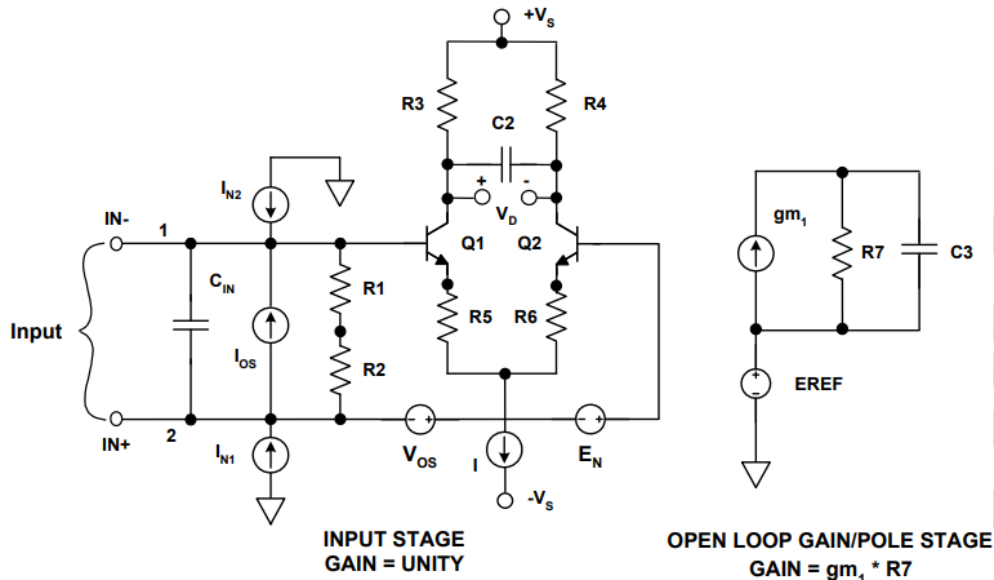 +V_S
R3
R4
C2
I_N2
+
-
V_D
gm_1
IN-
1
Q1
Q2
R7
C3
C_IN
R1
Input
R5
R6
I_OS
R2
+
-
EREF
IN+
2
- +
- +
I_N1
V_OS
I
E_N
-V_S
INPUT STAGE
GAIN = UNITY
OPEN LOOP GAIN/POLE STAGE
GAIN = gm_1 * R7